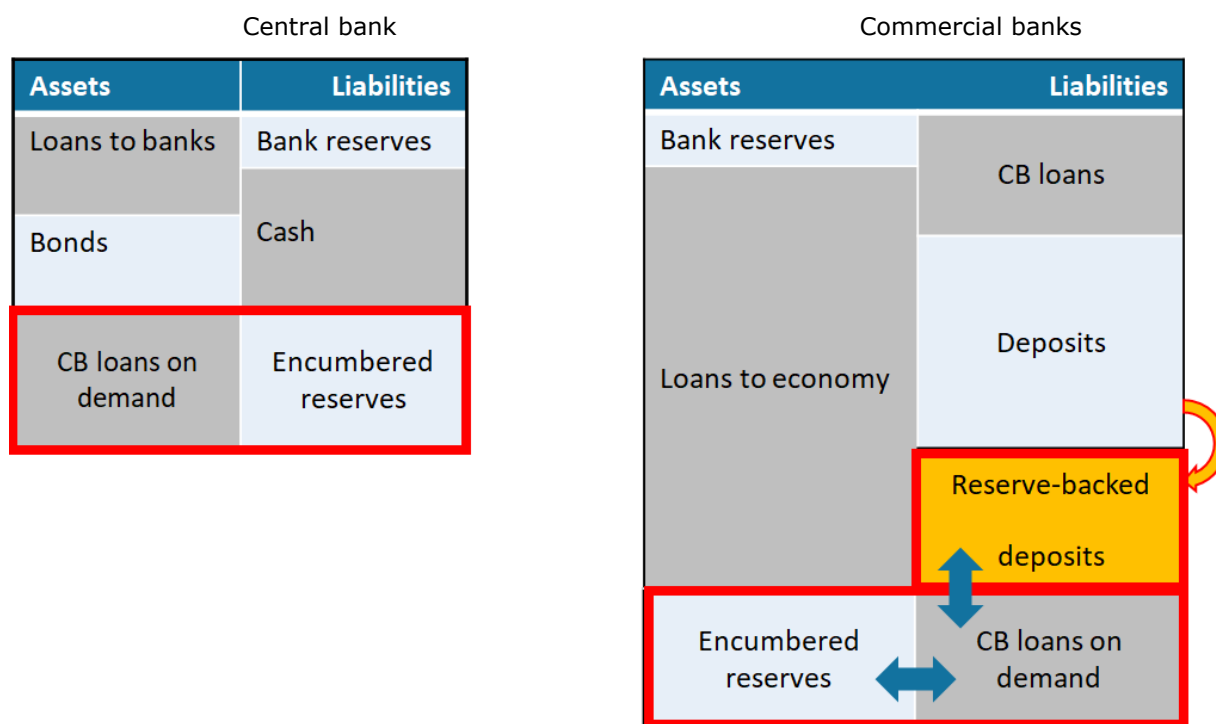 Central bank
Assets
Liabilities
Loans to banks
Bank reserves
Cash
Bonds
CB loans on
demand
Encumbered
reserves
Commercial banks
Assets
Liabilities
Bank reserves
CB loans
Loans to economy
Deposits
Reserve-backed
deposits
Encumbered
reserves
CB loans on
demand